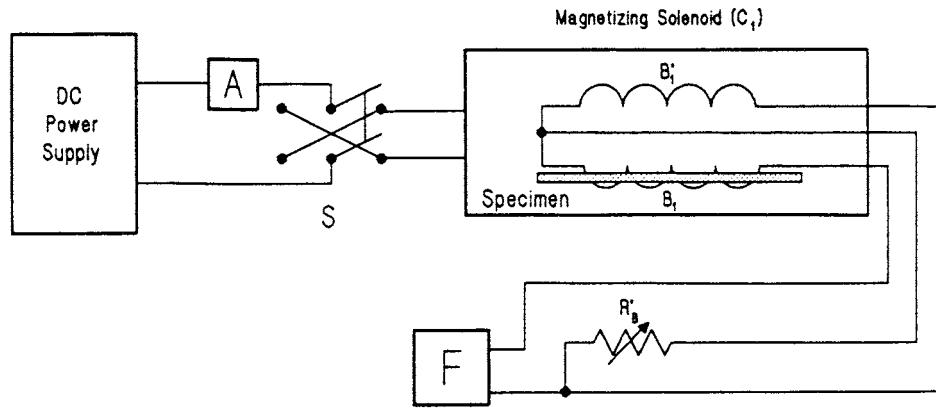 Magnetizing Solenoid (C₁)
DC
Power
Supply
A
S
B₁'
Specimen
B₁
R'B
F